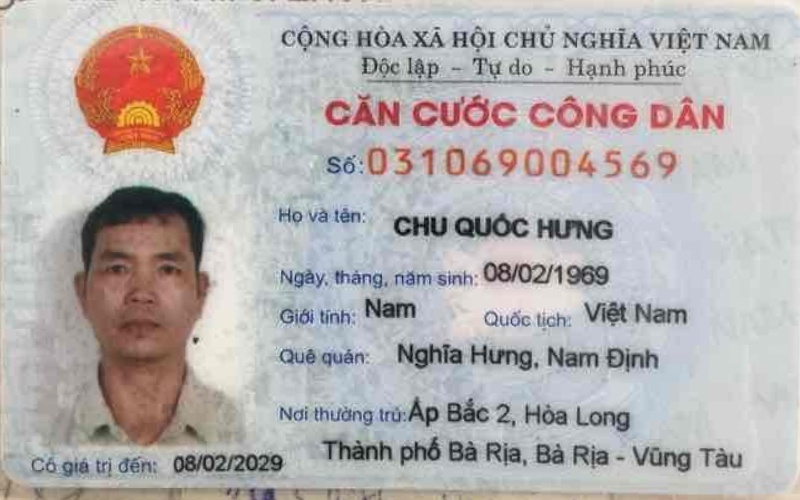 CỘNG HÒA XÃ HỘI CHỦ NGHĨA VIỆT NAM
Độc lập - Tự do - Hạnh phúc
CĂN CƯỚC CÔNG DÂN
Số: 031069004569
Họ và tên: CHU QUỐC HƯNG
Ngày, tháng, năm sinh: 08/02/1969
Giới tính: Nam Quốc tịch: Việt Nam
Quê quán: Nghĩa Hưng, Nam Định
Nơi thường trú: Ấp Bắc 2, Hòa Long
Thành phố Bà Rịa, Bà Rịa - Vũng Tàu
Có giá trị đến: 08/02/2029